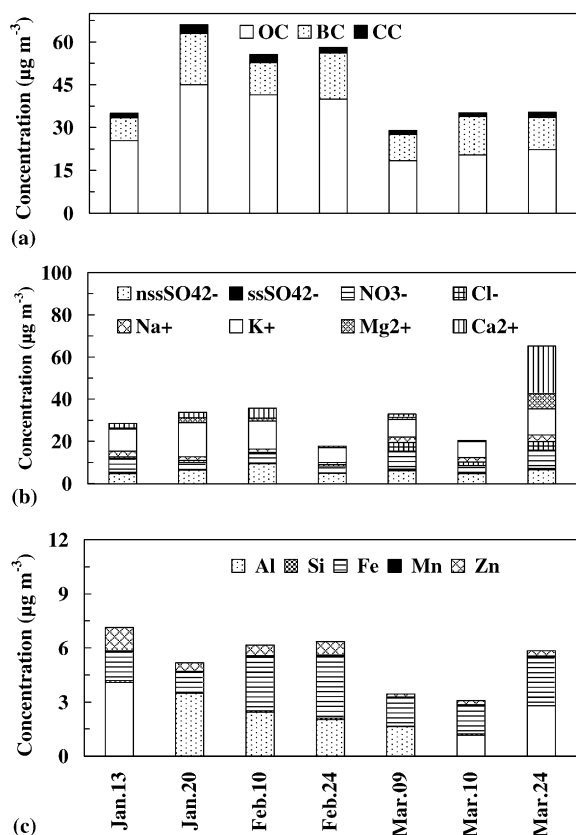 Concentration (µg m⁻³)
60
45
30
15
0
OC BC CC
(a)
Concentration (µg m⁻³)
100
80
60
40
20
0
nssSO42- ssSO42- NO3- Cl-
Na+ K+ Mg2+ Ca2+
(b)
Concentration (µg m⁻³)
12
9
6
3
0
Al Si Fe Mn Zn
Jan.13 Jan.20 Feb.10 Feb.24 Mar.09 Mar.10 Mar.24
(c)